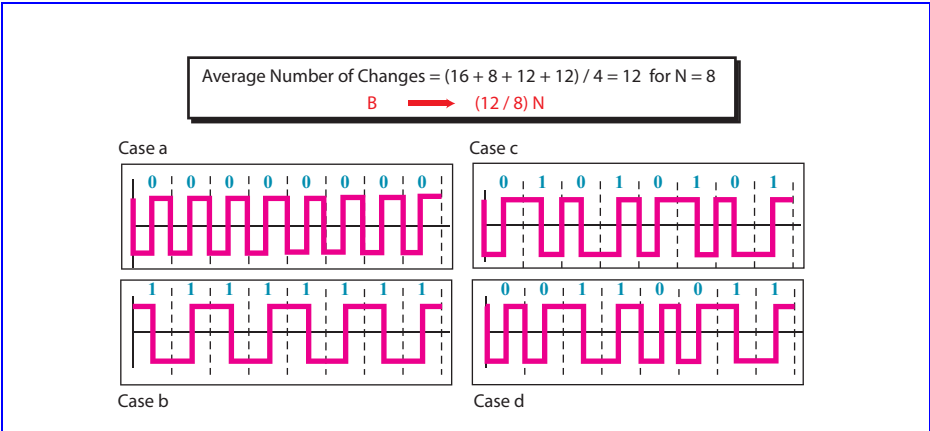 Average Number of Changes = (16 + 8 + 12 + 12) / 4 = 12 for N = 8
B (12 / 8) N
Case a
0 0 0 0 0 0 0 0
Case c
0 1 0 1 0 1 0 1
1 1 1 1 1 1 1 1
Case b
0 0 1 1 0 0 1 1
Case d